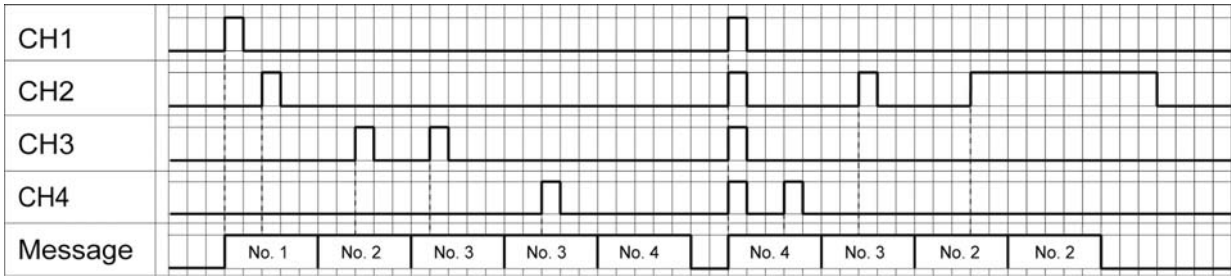 CH1
CH2
CH3
CH4
Message No. 1 No. 2 No. 3 No. 3 No. 4 No. 4 No. 3 No. 2 No. 2